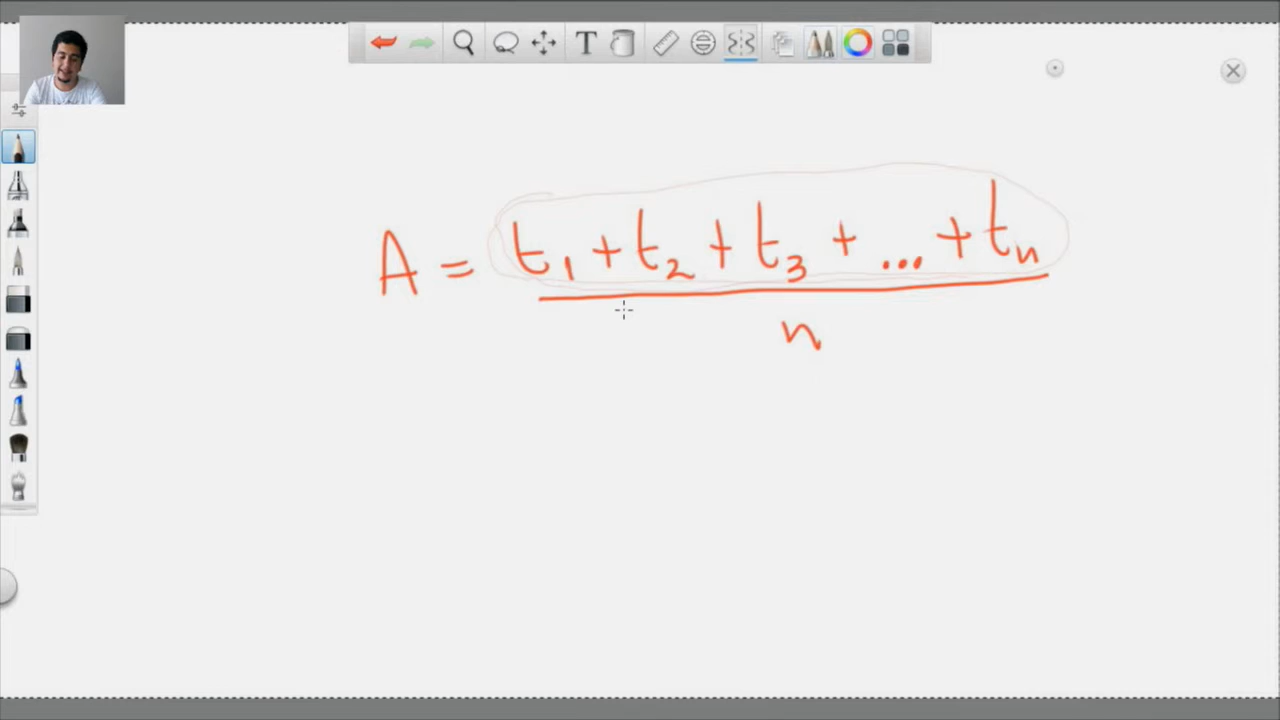 T
A = t₁ + t₂ + t₃ + ... + tₙ
n